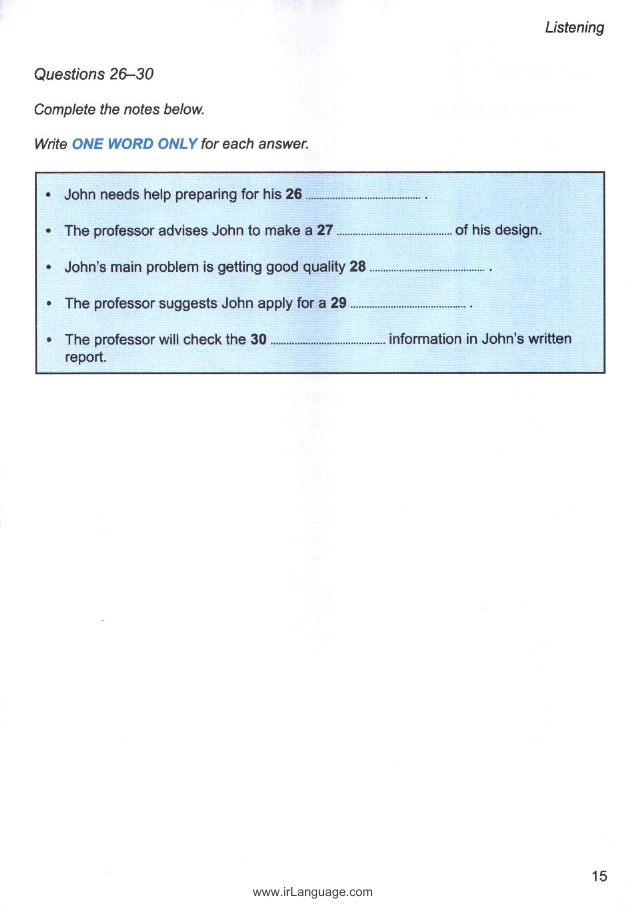 Listening
Questions 26–30
Complete the notes below.
Write ONE WORD ONLY for each answer.
• John needs help preparing for his 26 ........................................ .
• The professor advises John to make a 27 ........................................ of his design.
• John's main problem is getting good quality 28 ........................................ .
• The professor suggests John apply for a 29 ........................................ .
• The professor will check the 30 ........................................ information in John's written
report.
15
www.irLanguage.com